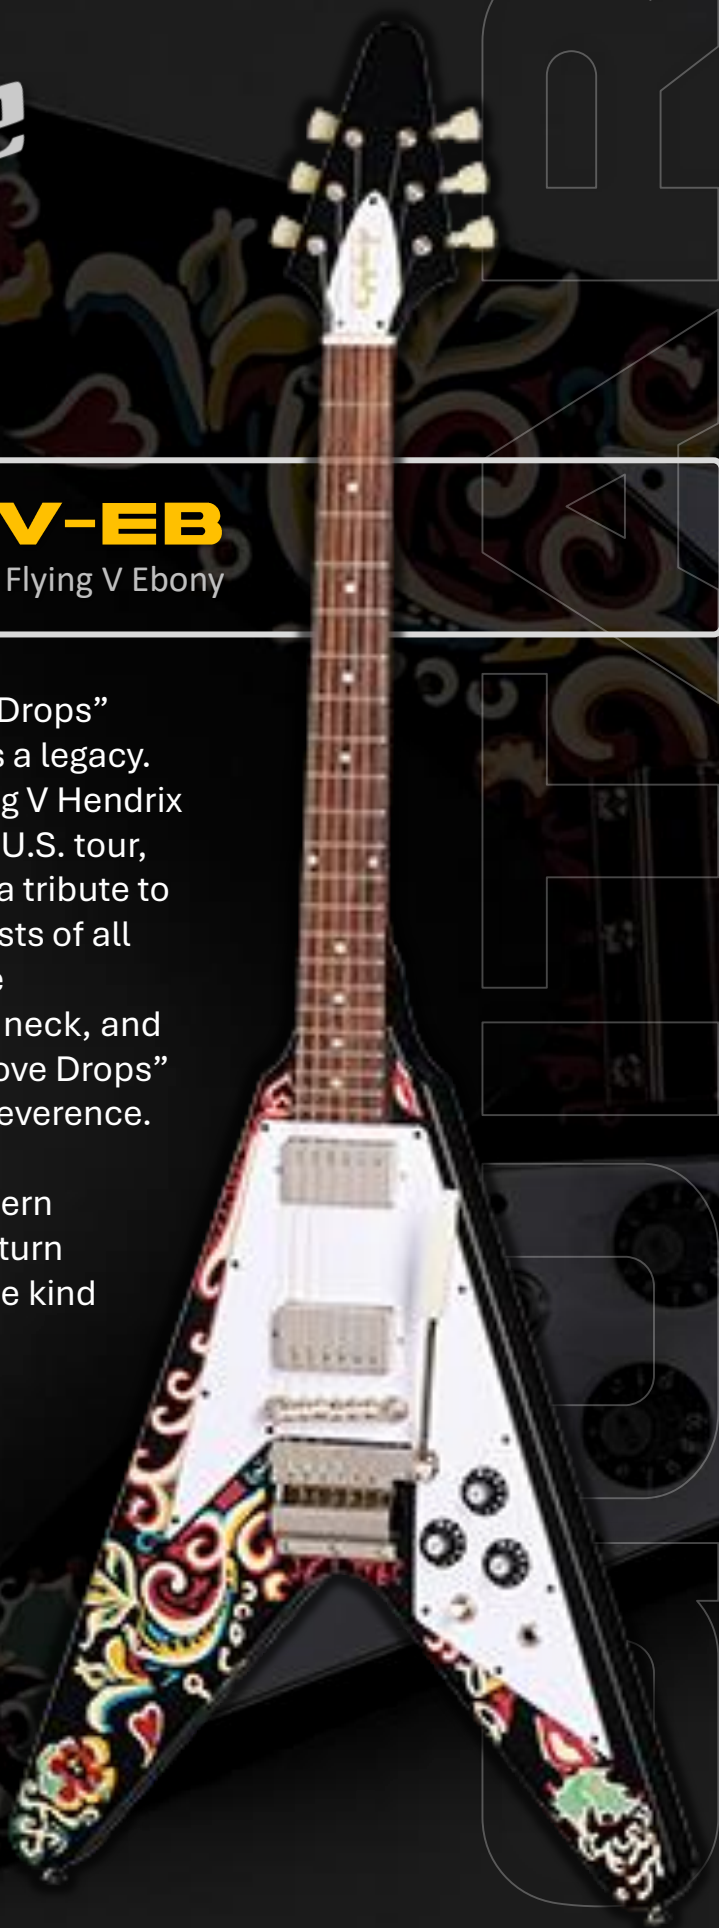 e
V-EB
Flying V Ebony
Drops”
s a legacy.
g V Hendrix
U.S. tour,
a tribute to
sts of all
e
neck, and
ove Drops”
everence.
ern
turn
e kind